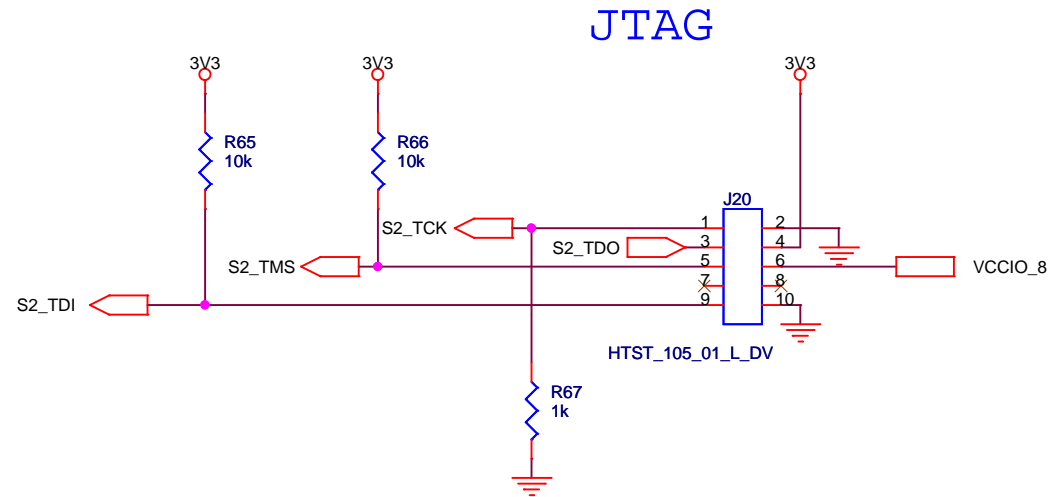 JTAG
3V3
3V3
3V3
R65
10k
R66
10k
J20
S2_TCK
1
2
S2_TDO
3
4
S2_TMS
5
6
VCCIO_8
7
8
S2_TDI
9
10
HTST_105_01_L_DV
R67
1k